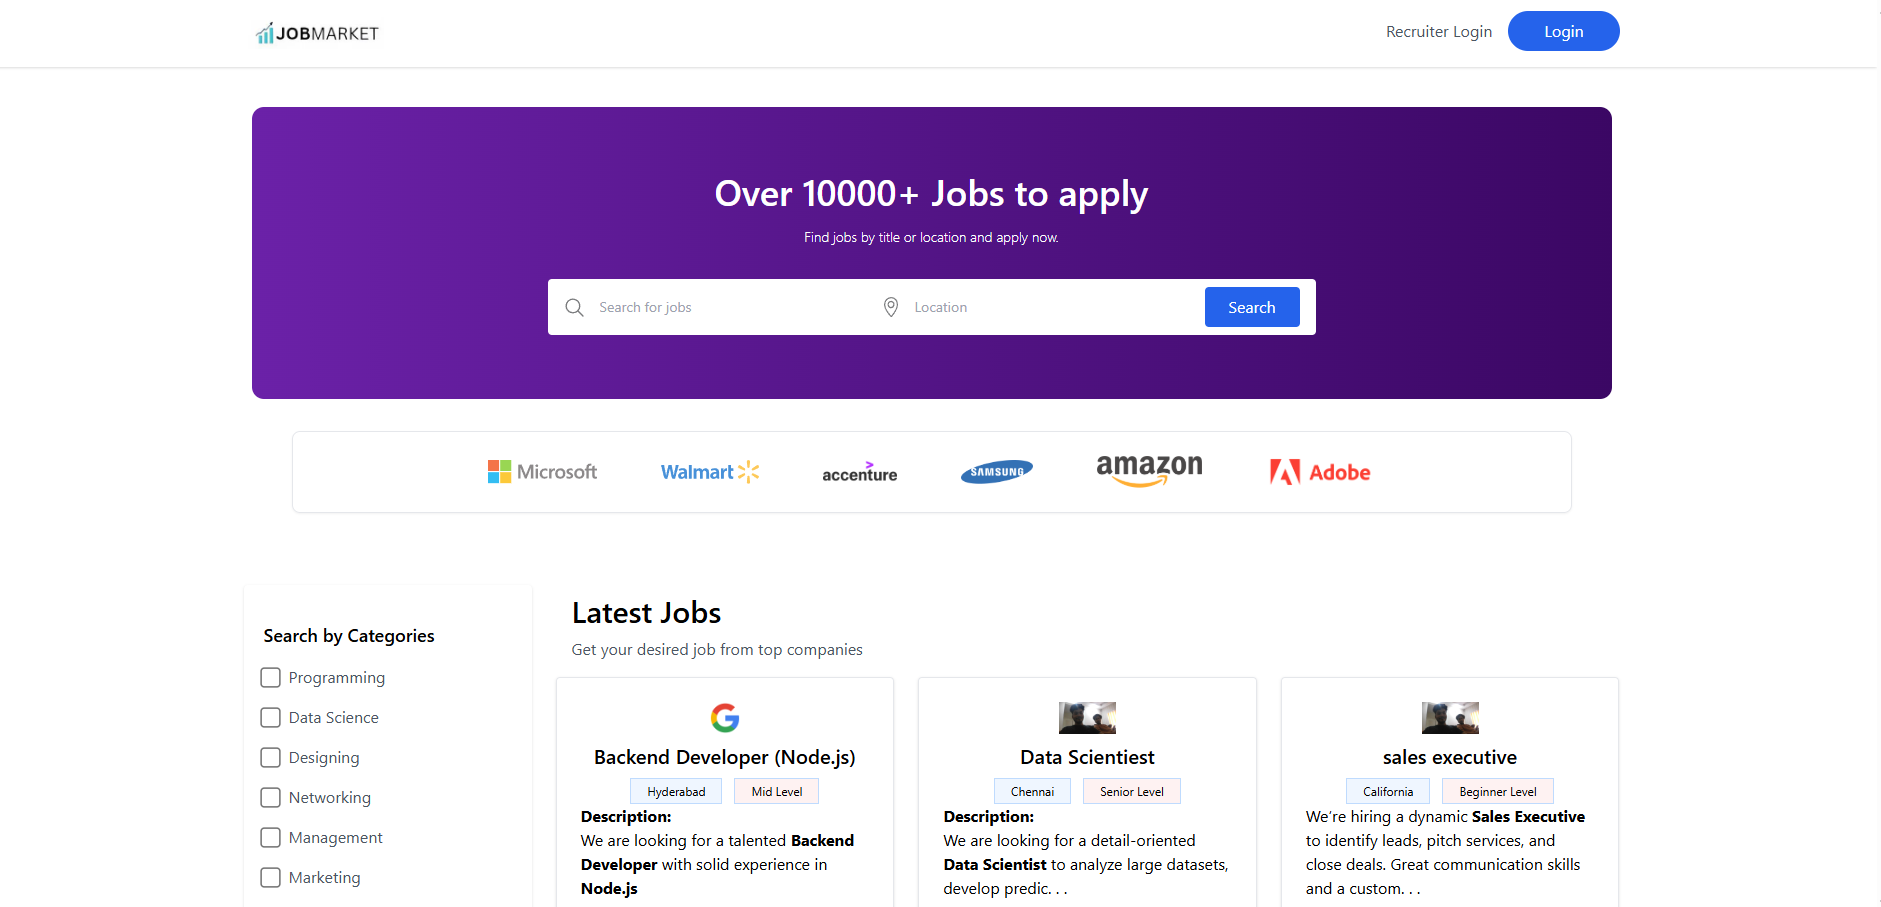 JOBMARKET
Recruiter Login
Login
Over 10000+ Jobs to apply
Find jobs by title or location and apply now.
Search for jobs
Location
Search
Microsoft
Walmart
accenture
SAMSUNG
amazon
Adobe
Search by Categories
Programming
Data Science
Designing
Networking
Management
Marketing
Latest Jobs
Get your desired job from top companies
Backend Developer (Node.js)
Hyderabad
Mid Level
Description:
We are looking for a talented Backend
Developer with solid experience in
Node.js
Data Scientiest
Chennai
Senior Level
Description:
We are looking for a detail-oriented
Data Scientist to analyze large datasets,
develop predic. . .
sales executive
California
Beginner Level
We’re hiring a dynamic Sales Executive
to identify leads, pitch services, and
close deals. Great communication skills
and a custom. . .